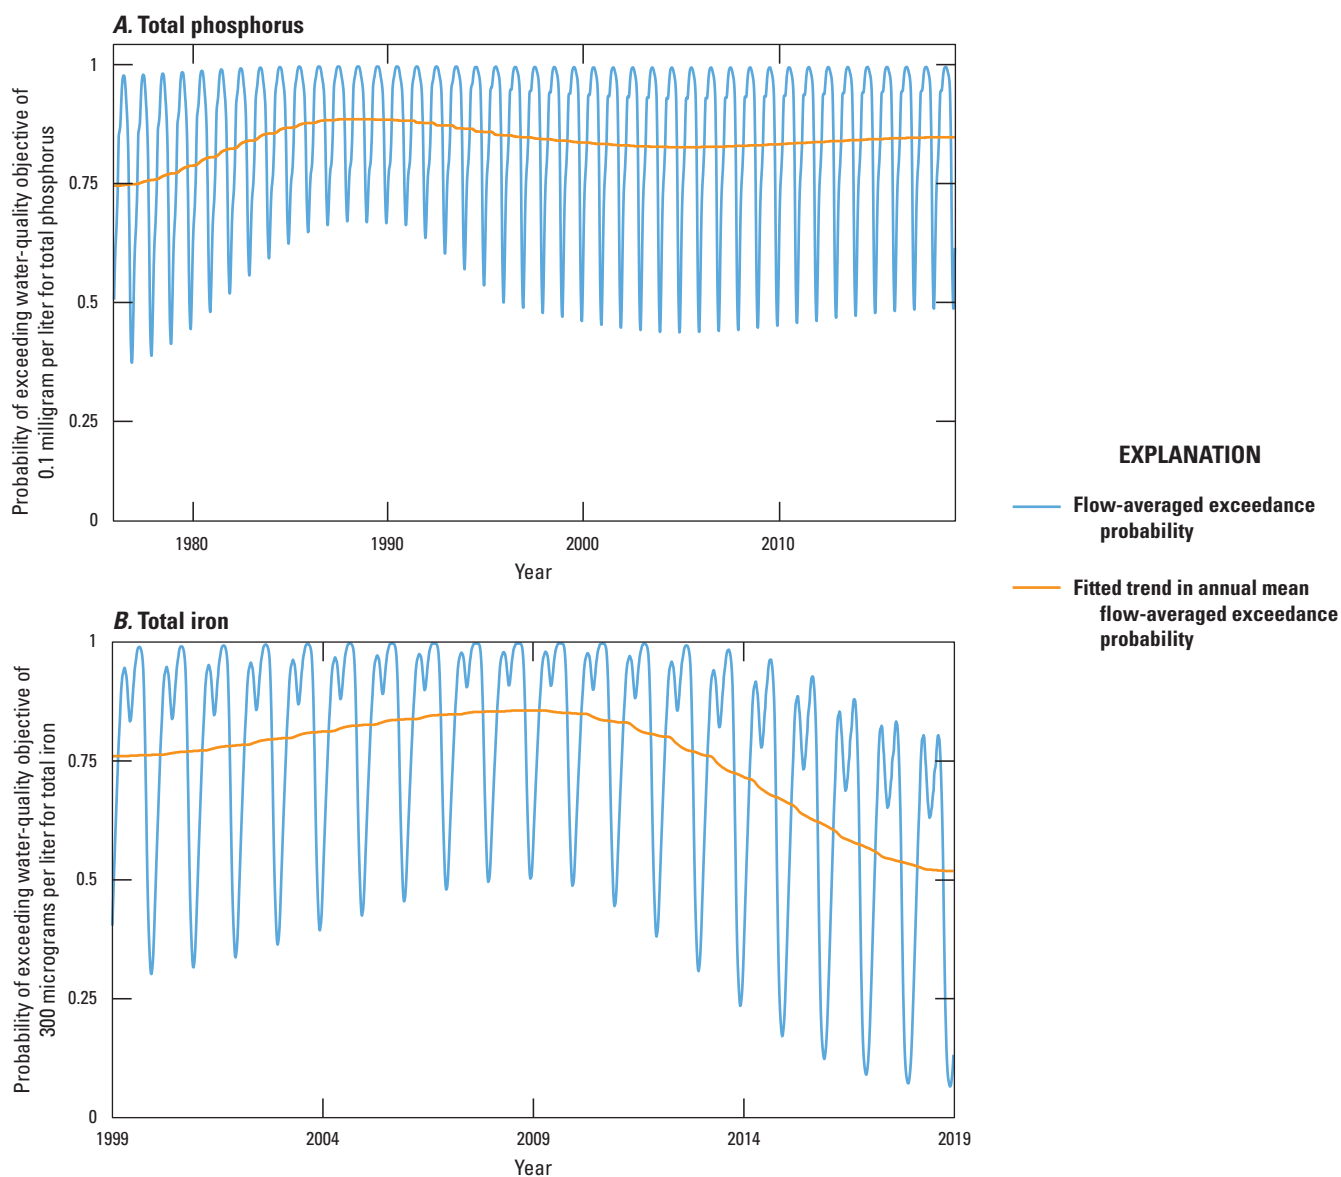 A. Total phosphorus
Probability of exceeding water-quality objective of
0.1 milligram per liter for total phosphorus
1
0.75
0.5
0.25
0
1980
1990
2000
2010
Year
EXPLANATION
Flow-averaged exceedance
probability
Fitted trend in annual mean
flow-averaged exceedance
probability
B. Total iron
Probability of exceeding water-quality objective of
300 micrograms per liter for total iron
1
0.75
0.5
0.25
0
1999
2004
2009
2014
2019
Year